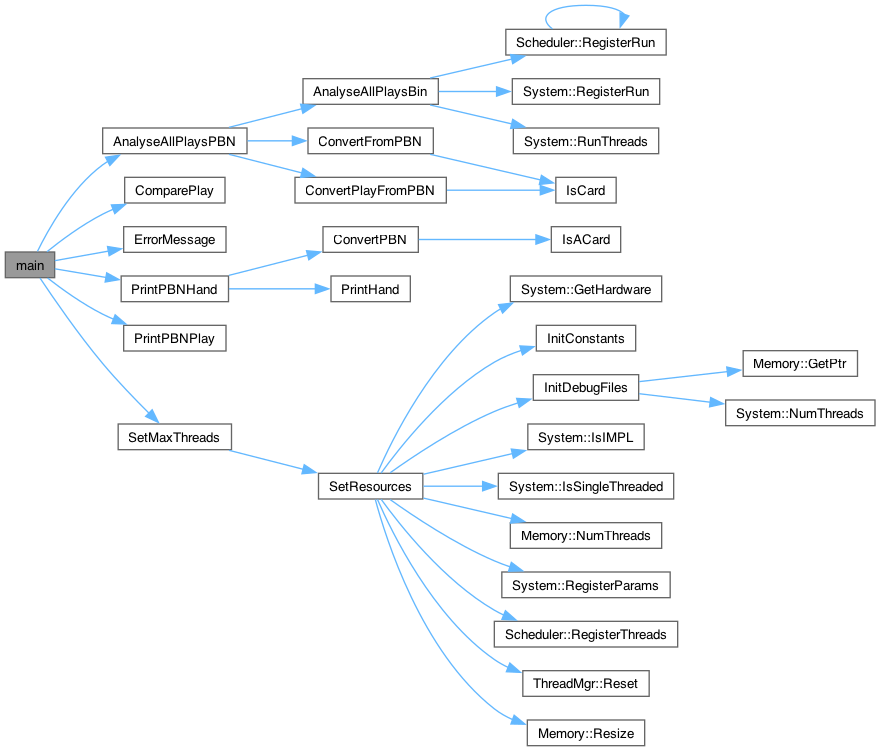 Scheduler::RegisterRun
AnalyseAllPlaysBin
System::RegisterRun
AnalyseAllPlaysPBN
ConvertFromPBN
System::RunThreads
ComparePlay
ConvertPlayFromPBN
IsCard
ErrorMessage
ConvertPBN
IsACard
main
PrintPBNHand
PrintHand
System::GetHardware
PrintPBNPlay
InitConstants
Memory::GetPtr
InitDebugFiles
System::NumThreads
SetMaxThreads
System::IsIMPL
SetResources
System::IsSingleThreaded
Memory::NumThreads
System::RegisterParams
Scheduler::RegisterThreads
ThreadMgr::Reset
Memory::Resize